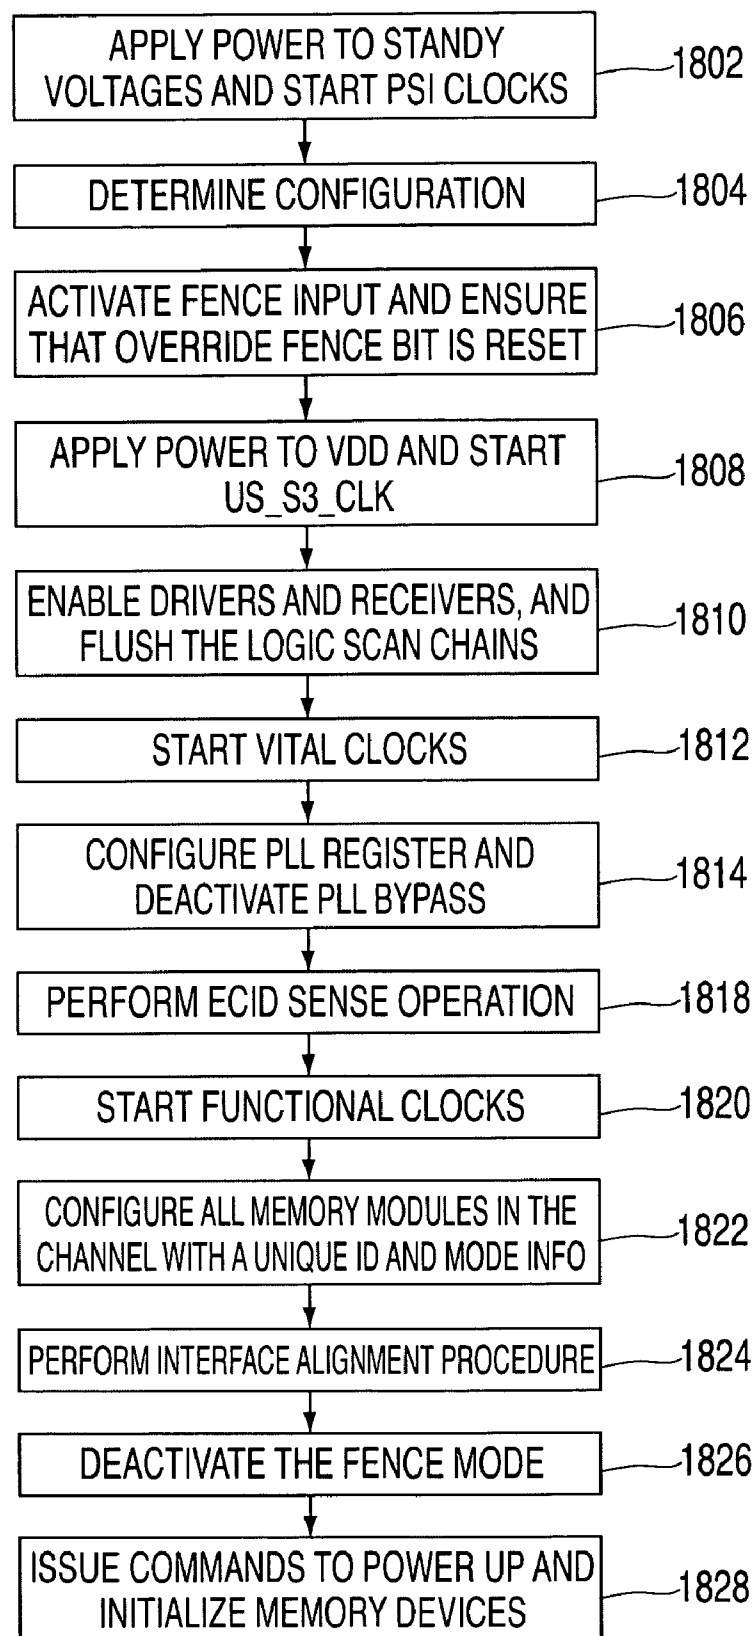 APPLY POWER TO STANDY
VOLTAGES AND START PSI CLOCKS
1802
DETERMINE CONFIGURATION
1804
ACTIVATE FENCE INPUT AND ENSURE
THAT OVERRIDE FENCE BIT IS RESET
1806
APPLY POWER TO VDD AND START
US_S3_CLK
1808
ENABLE DRIVERS AND RECEIVERS, AND
FLUSH THE LOGIC SCAN CHAINS
1810
START VITAL CLOCKS
1812
CONFIGURE PLL REGISTER AND
DEACTIVATE PLL BYPASS
1814
PERFORM ECID SENSE OPERATION
1818
START FUNCTIONAL CLOCKS
1820
CONFIGURE ALL MEMORY MODULES IN THE
CHANNEL WITH A UNIQUE ID AND MODE INFO
1822
PERFORM INTERFACE ALIGNMENT PROCEDURE
1824
DEACTIVATE THE FENCE MODE
1826
ISSUE COMMANDS TO POWER UP AND
INITIALIZE MEMORY DEVICES
1828